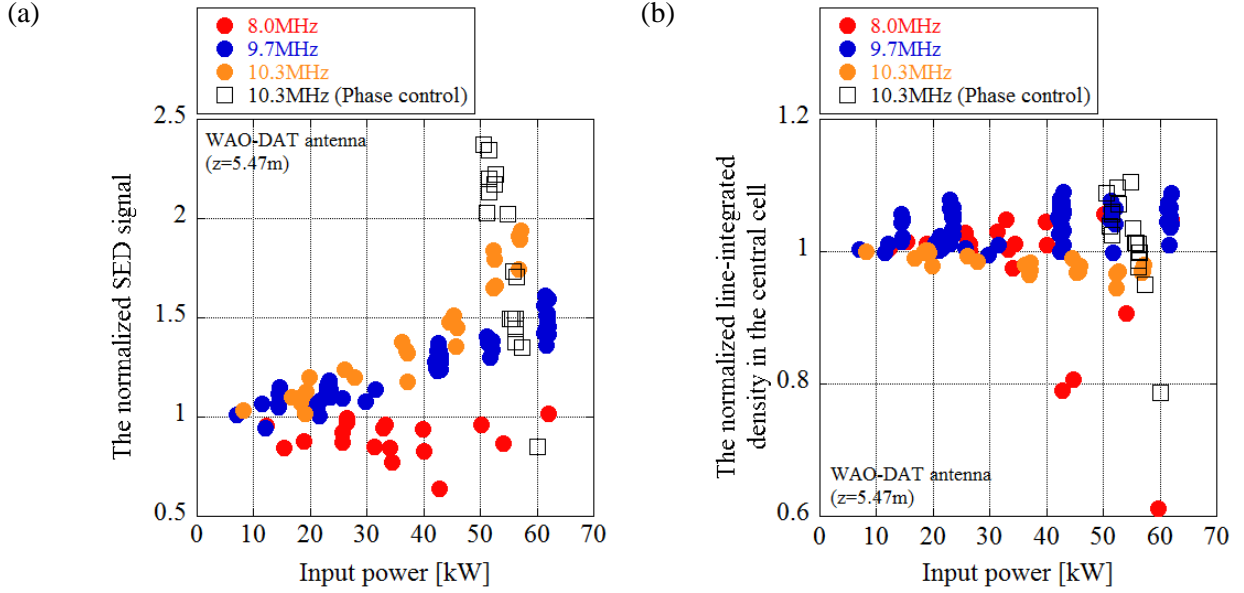 (a)
8.0MHz
9.7MHz
10.3MHz
10.3MHz (Phase control)
2.5
2
1.5
1
0.5
The normalized SED signal
WAO-DAT antenna
(z=5.47m)
0 10 20 30 40 50 60 70
Input power [kW]
(b)
8.0MHz
9.7MHz
10.3MHz
10.3MHz (Phase control)
1.2
1
0.8
0.6
The normalized line-integrated
density in the central cell
WAO-DAT antenna
(z=5.47m)
0 10 20 30 40 50 60 70
Input power [kW]